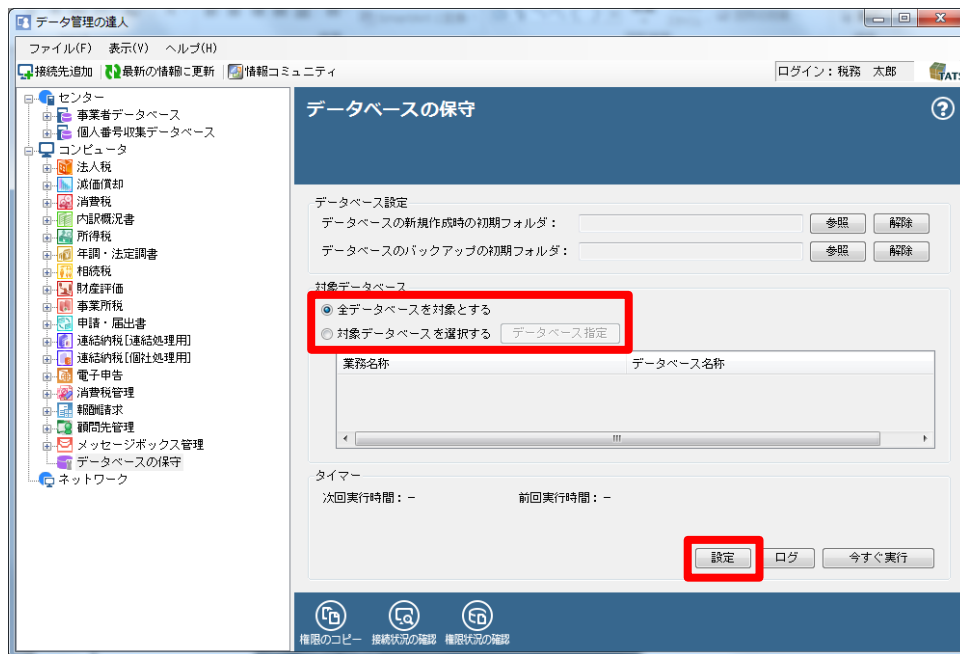 データ管理の達人
ファイル(F) 表示(V) ヘルプ(H)
接続先追加 最新の情報に更新 情報コミュニティ ログイン：税務 太郎 TATS
センター
事業者データベース
個人番号収集データベース
コンピュータ
法人税
減価償却
消費税
内訳概況書
所得税
年調・法定調書
相続税
財産評価
事業所税
申請・届出書
連結納税[連結処理用]
連結納税[個社処理用]
電子申告
消費税管理
報酬請求
顧問先管理
メッセージボックス管理
データベースの保守
ネットワーク
データベースの保守
データベース設定
データベースの新規作成時の初期フォルダ： 参照 解除
データベースのバックアップの初期フォルダ： 参照 解除
対象データベース
全データベースを対象とする
対象データベースを選択する データベース指定
業務名称 データベース名称
タイマー
次回実行時間：－ 前回実行時間：－
設定 ログ 今すぐ実行
権限のコピー 接続状況の確認 権限状況の確認